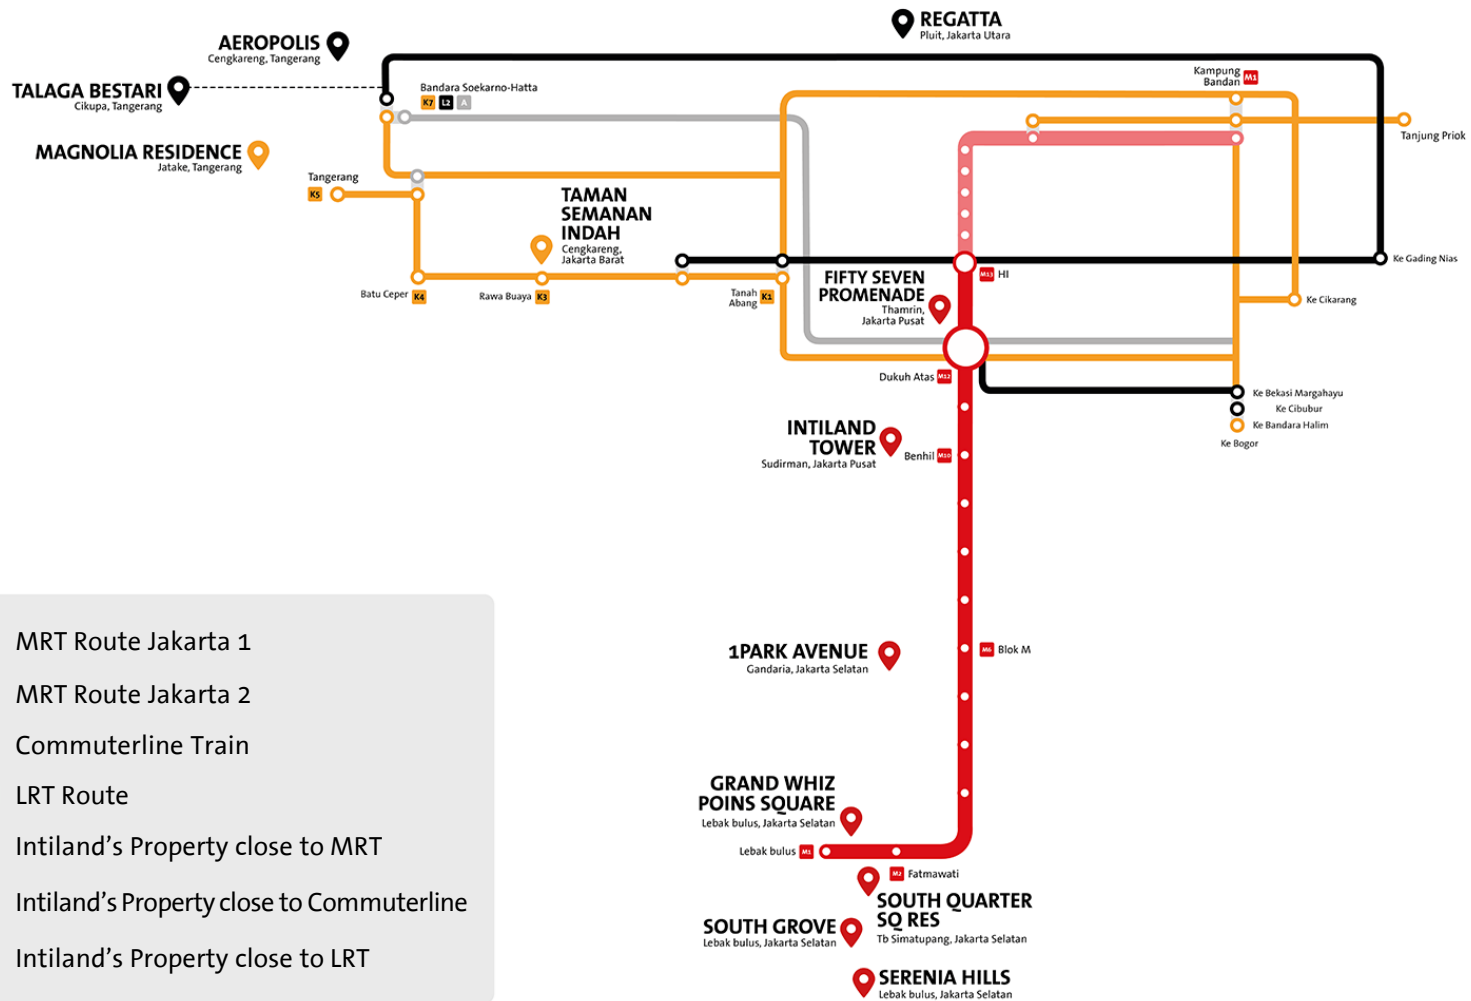 REGATTA
Pluit, Jakarta Utara
AEROPOLIS
Cengkareng, Tangerang
TALAGA BESTARI
Cikupa, Tangerang
Bandara Soekarno-Hatta
K7 L2 A
Kampung
Bandan
M1
Tanjung Priok
MAGNOLIA RESIDENCE
Jatake, Tangerang
Tangerang
K5
TAMAN
SEMANAN
INDAH
Cengkareng,
Jakarta Barat
Batu Ceper K4
Rawa Buaya K3
Tanah
Abang
K1
FIFTY SEVEN
PROMENADE
Thamrin,
Jakarta Pusat
M13 HI
Ke Gading Nias
Ke Cikarang
Dukuh Atas M12
Ke Bekasi Margahayu
Ke Cibubur
Ke Bandara Halim
Ke Bogor
INTILAND
TOWER
Sudirman, Jakarta Pusat
Benhil M10
1PARK AVENUE
Gandaria, Jakarta Selatan
M6 Blok M
GRAND WHIZ
POINS SQUARE
Lebak bulus, Jakarta Selatan
Lebak bulus M1
M2 Fatmawati
SOUTH QUARTER
SQ RES
Tb Simatupang, Jakarta Selatan
SOUTH GROVE
Lebak bulus, Jakarta Selatan
SERENIA HILLS
Lebak bulus, Jakarta Selatan
MRT Route Jakarta 1
MRT Route Jakarta 2
Commuterline Train
LRT Route
Intiland's Property close to MRT
Intiland's Property close to Commuterline
Intiland's Property close to LRT